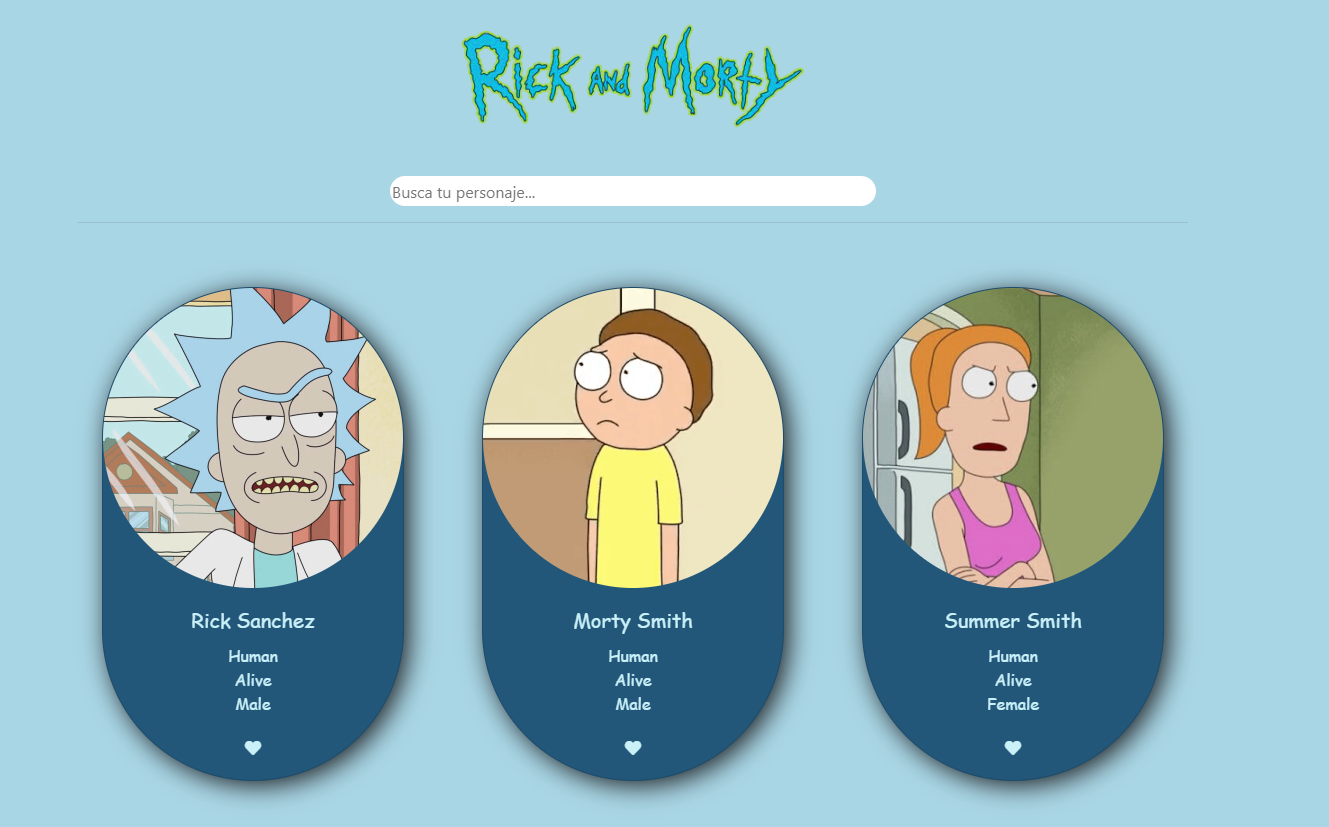 Rick and Morty
Busca tu personaje...
Rick Sanchez
Human
Alive
Male
Morty Smith
Human
Alive
Male
Summer Smith
Human
Alive
Female